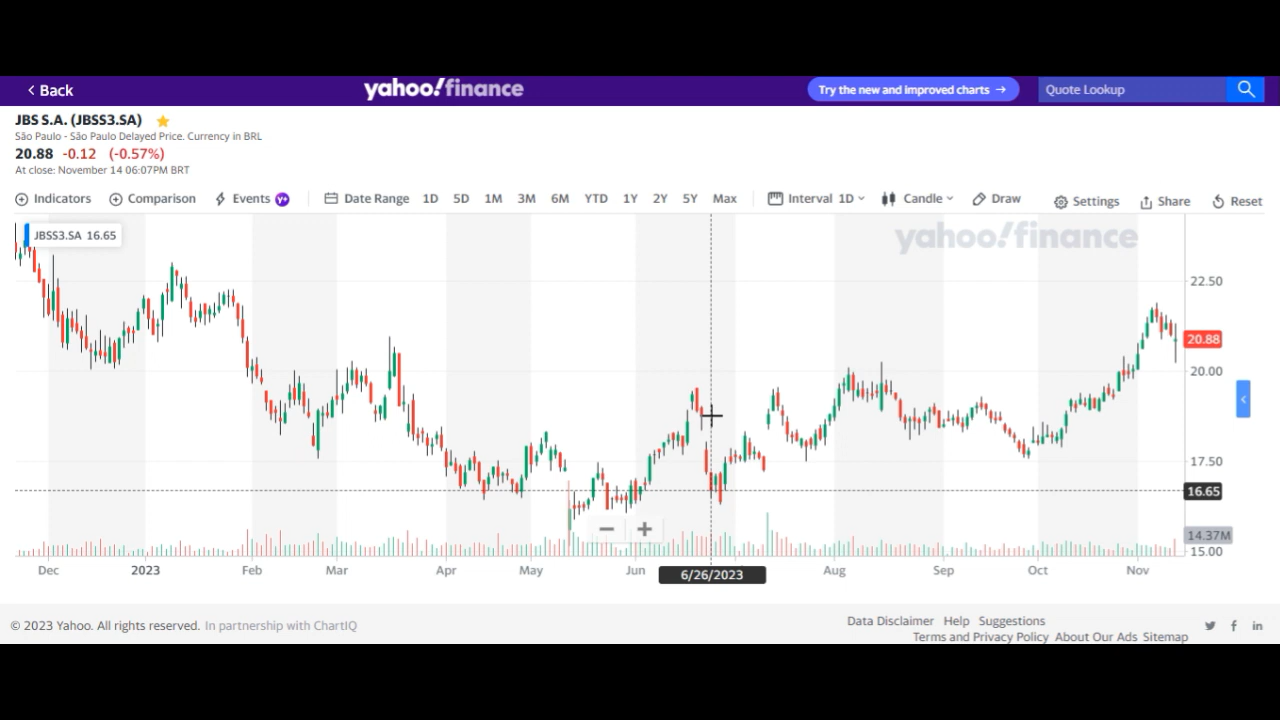 Back
yahoo!finance
Try the new and improved charts →
Quote Lookup
JBS S.A. (JBSS3.SA)
São Paulo - São Paulo Delayed Price. Currency in BRL
20.88 -0.12 (-0.57%)
At close: November 14 06:07PM BRT
Indicators Comparison Events Y+ Date Range 1D 5D 1M 3M 6M YTD 1Y 2Y 5Y Max Interval 1D Candle Draw Settings Share Reset
JBSS3.SA 16.65
yahoo!finance
22.50
20.88
20.00
17.50
16.65
14.37M
15.00
Dec 2023 Feb Mar Apr May Jun 6/26/2023 Aug Sep Oct Nov
© 2023 Yahoo. All rights reserved. In partnership with ChartIQ
Data Disclaimer Help Suggestions
Terms and Privacy Policy About Our Ads Sitemap